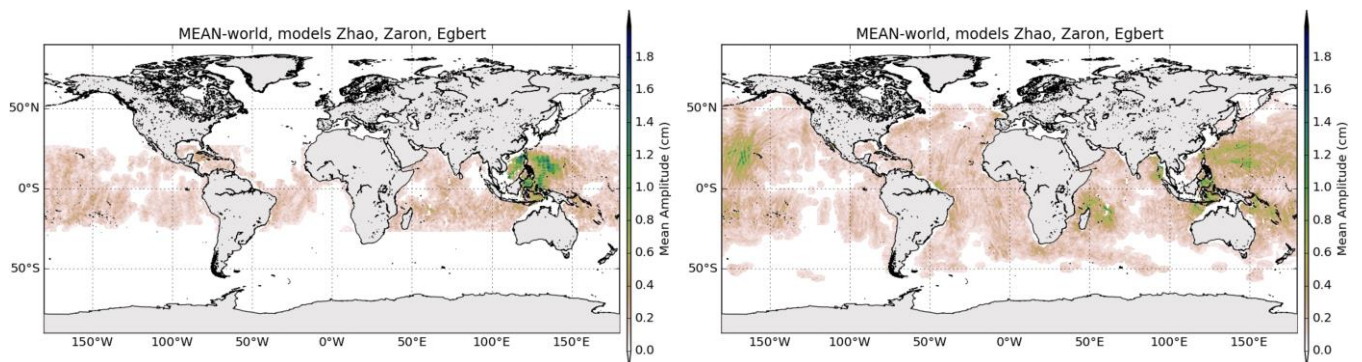 MEAN-world, models Zhao, Zaron, Egbert
50°N
0°S
50°S
150°W 100°W 50°W 0°W 50°E 100°E 150°E
1.8
1.6
1.4
1.2
1.0
0.8
0.6
0.4
0.2
0.0
Mean Amplitude (cm)
MEAN-world, models Zhao, Zaron, Egbert
50°N
0°S
50°S
150°W 100°W 50°W 0°W 50°E 100°E 150°E
1.8
1.6
1.4
1.2
1.0
0.8
0.6
0.4
0.2
0.0
Mean Amplitude (cm)